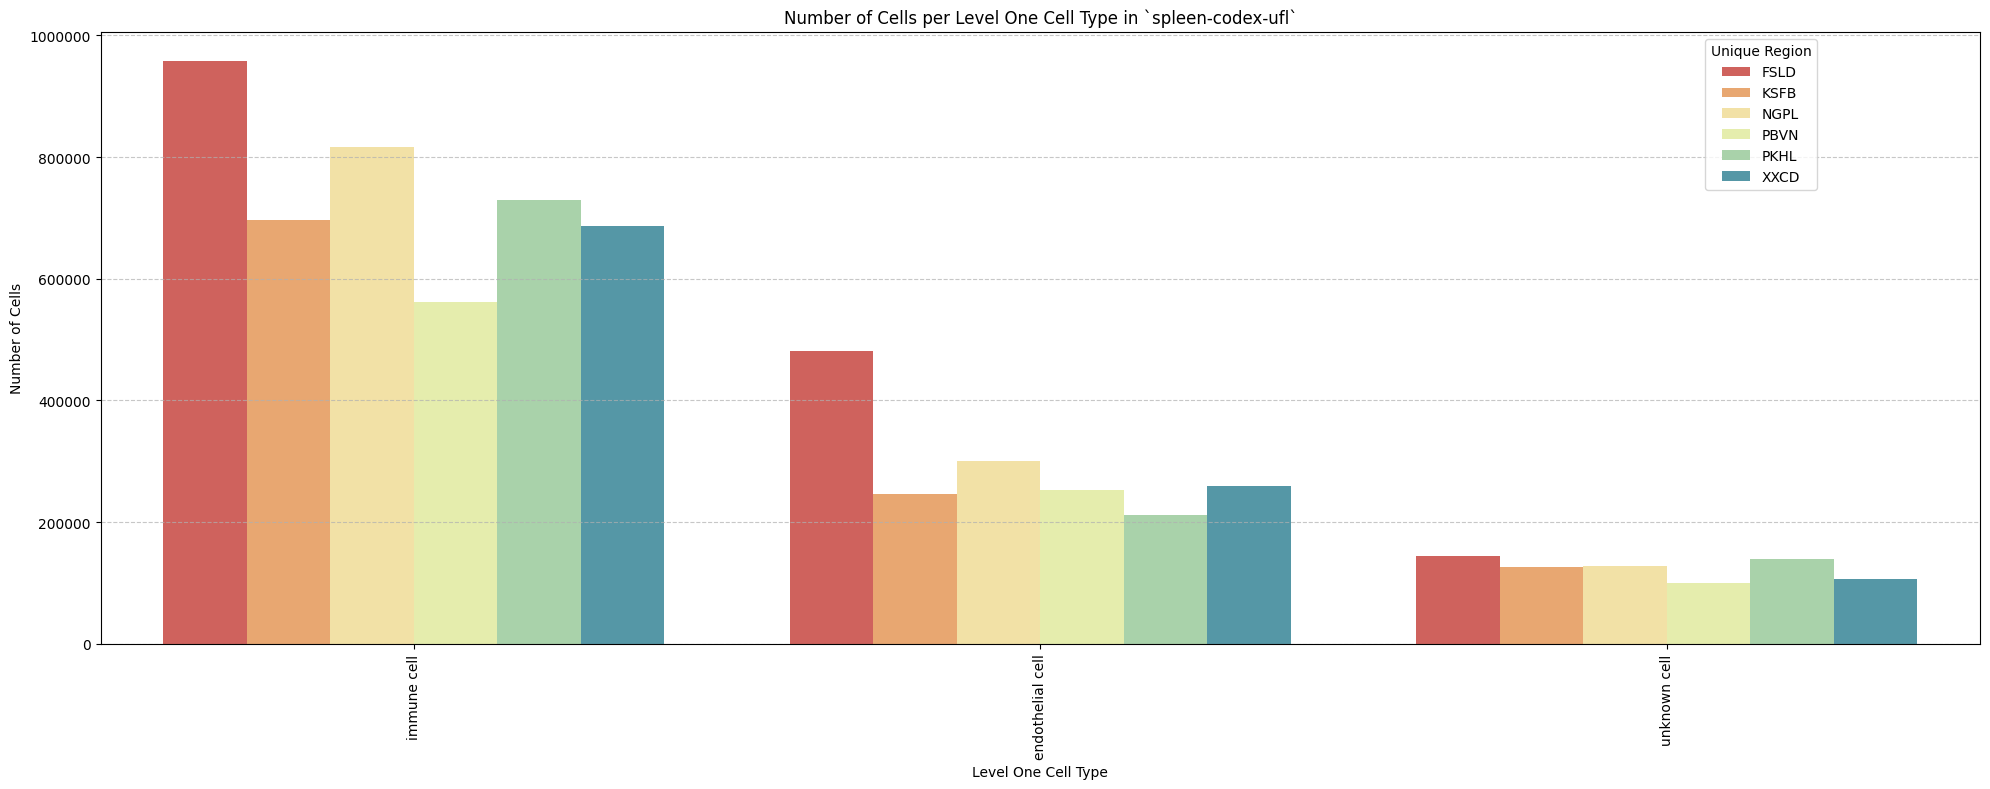 Number of Cells per Level One Cell Type in `spleen-codex-ufl`
Number of Cells
1000000
800000
600000
400000
200000
0
Unique Region
FSLD
KSFB
NGPL
PBVN
PKHL
XXCD
immune cell
endothelial cell
unknown cell
Level One Cell Type